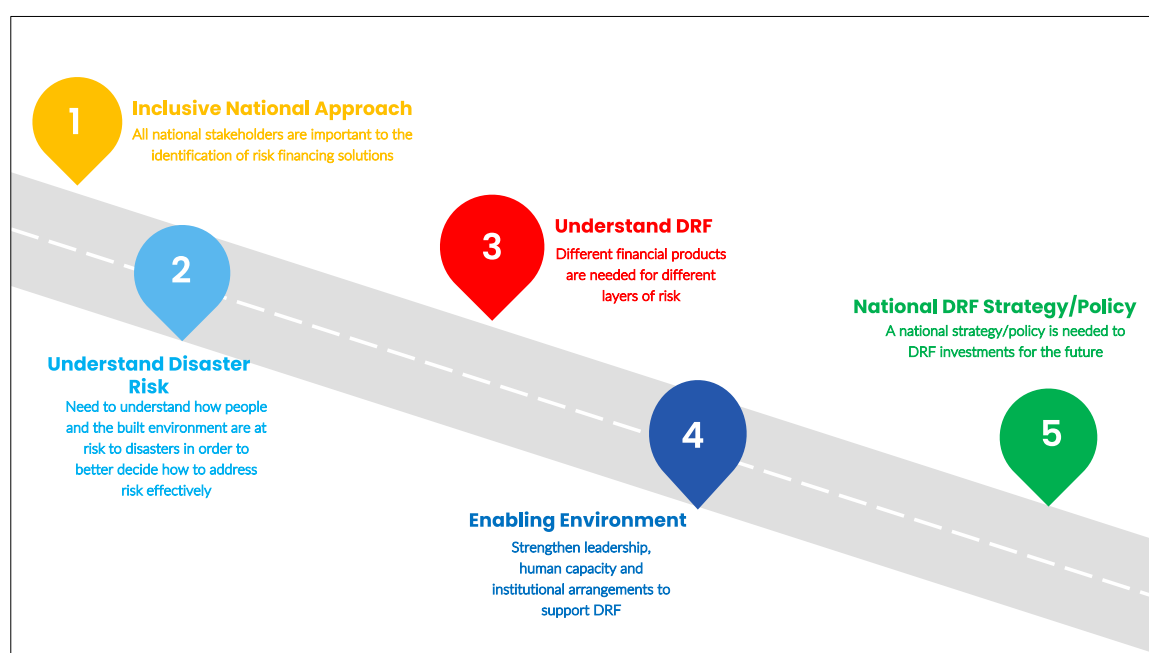 1
Inclusive National Approach
All national stakeholders are important to the
identification of risk financing solutions
2
Understand Disaster
Risk
Need to understand how people
and the built environment are at
risk to disasters in order to
better decide how to address
risk effectively
3
Understand DRF
Different financial products
are needed for different
layers of risk
4
Enabling Environment
Strengthen leadership,
human capacity and
institutional arrangements to
support DRF
5
National DRF Strategy/Policy
A national strategy/policy is needed to
DRF investments for the future